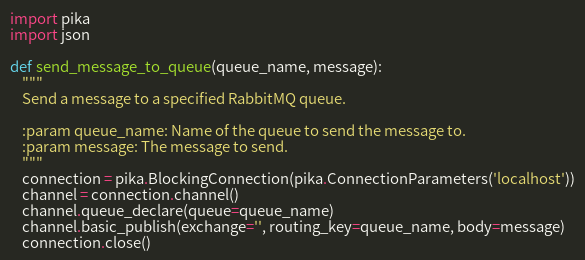 import pika
import json

def send_message_to_queue(queue_name, message):
    """
    Send a message to a specified RabbitMQ queue.

    :param queue_name: Name of the queue to send the message to.
    :param message: The message to send.
    """
    connection = pika.BlockingConnection(pika.ConnectionParameters('localhost'))
    channel = connection.channel()
    channel.queue_declare(queue=queue_name)
    channel.basic_publish(exchange='', routing_key=queue_name, body=message)
    connection.close()